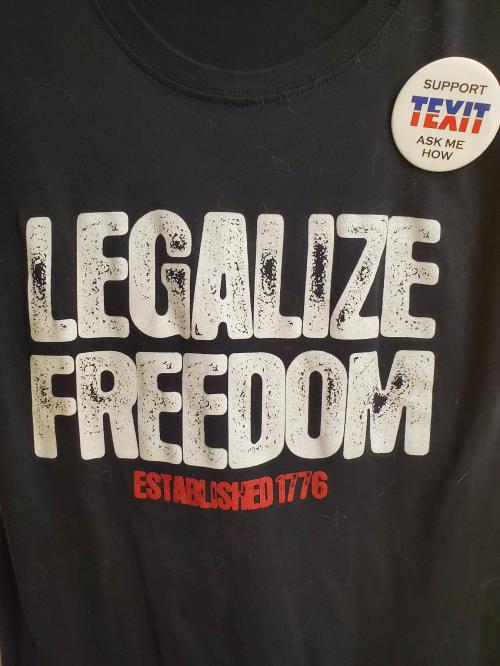 SUPPORT
TEXIT
ASK ME
HOW
LEGALIZE
FREEDOM
ESTABLISHED 1776